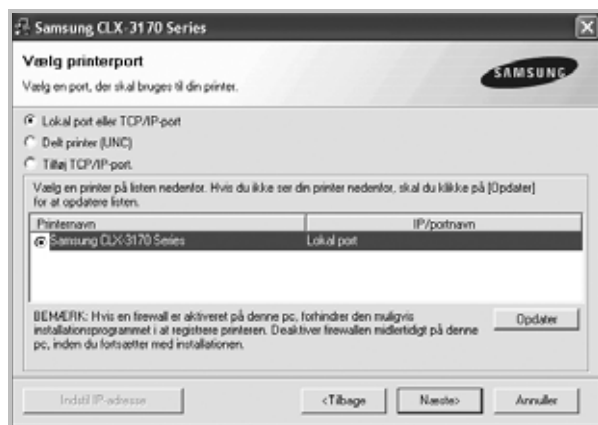 Samsung CLX-3170 Series
Vælg printerport
Vælg en port, der skal bruges til din printer.
SAMSUNG
Lokal port eller TCP/IP-port
Delt printer (UNC)
Tilføj TCP/IP-port.
Vælg en printer på listen nedenfor. Hvis du ikke ser din printer nedenfor, skal du klikke på [Opdater]
for at opdatere listen.
Printernavn IP/portnavn
Samsung CLX-3170 Series Lokal port
BEMÆRK: Hvis en firewall er aktiveret på denne pc, forhindrer den muligvis
installationsprogrammet i at registrere printeren. Deaktiver firewallen midlertidigt på denne
pc, inden du fortsætter med installationen.
Opdater
Indstil IP-adresse <Tilbage Næste> Annuller